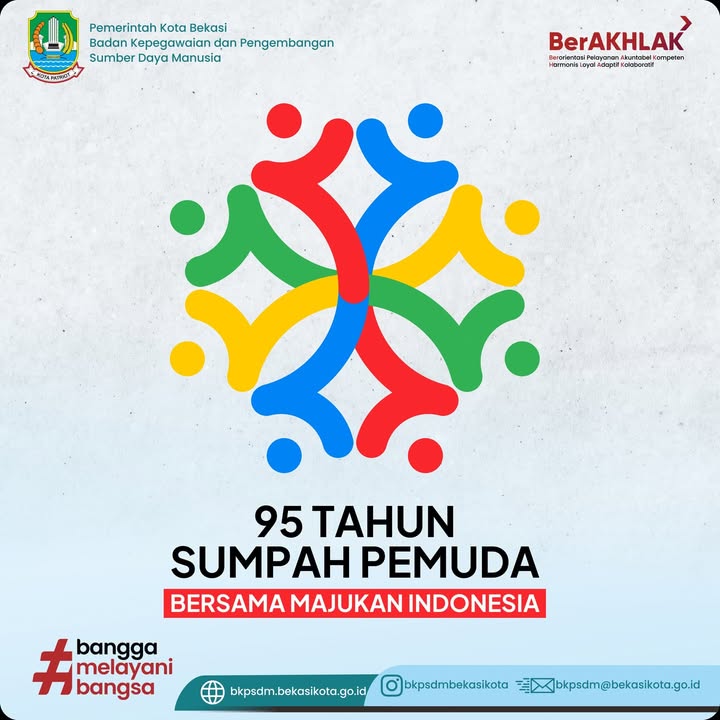 Pemerintah Kota Bekasi
Badan Kepegawaian dan Pengembangan
Sumber Daya Manusia
KOTA PATRIOT
BerAKHLAK
Berorientasi Pelayanan Akuntabel Kompeten
Harmonis Loyal Adaptif Kolaboratif
95 TAHUN
SUMPAH PEMUDA
BERSAMA MAJUKAN INDONESIA
#bangga
melayani
bangsa
bkpsdm.bekasikota.go.id
bkpsdmbekasikota
bkpsdm@bekasikota.go.id